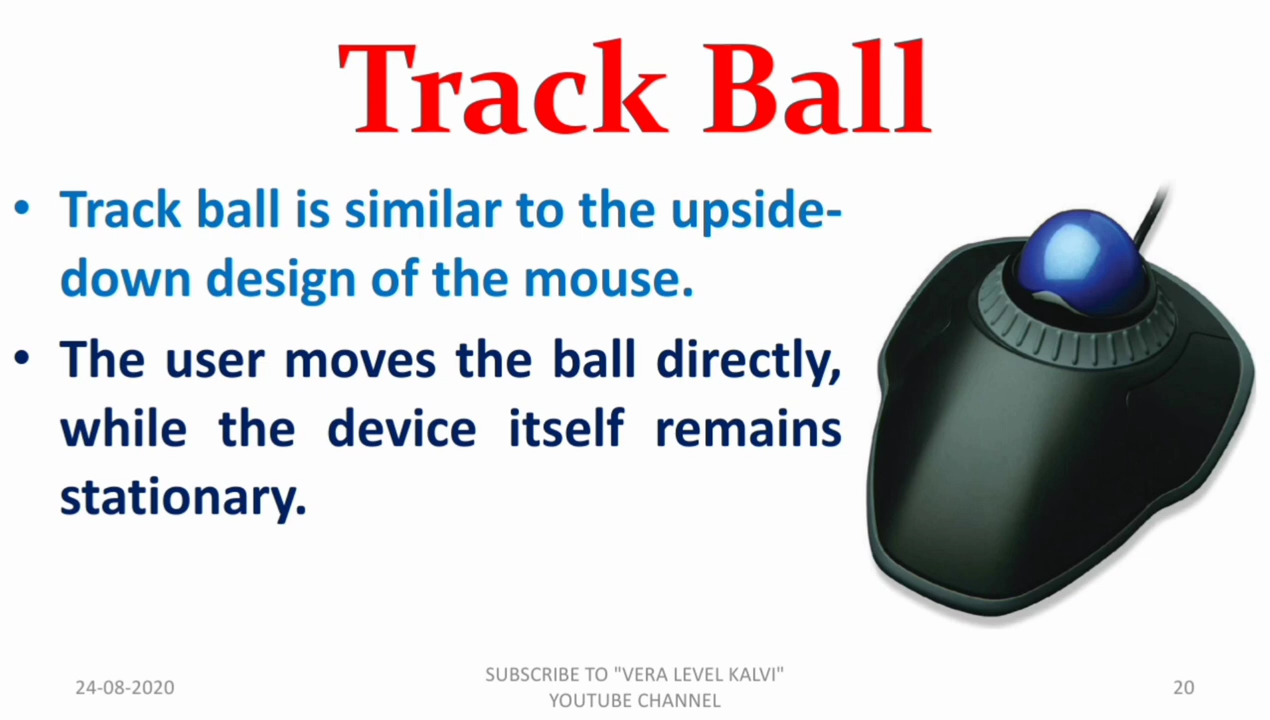 Track Ball
• Track ball is similar to the upside-
down design of the mouse.
• The user moves the ball directly,
while the device itself remains
stationary.
24-08-2020
SUBSCRIBE TO "VERA LEVEL KALVI"
YOUTUBE CHANNEL
20